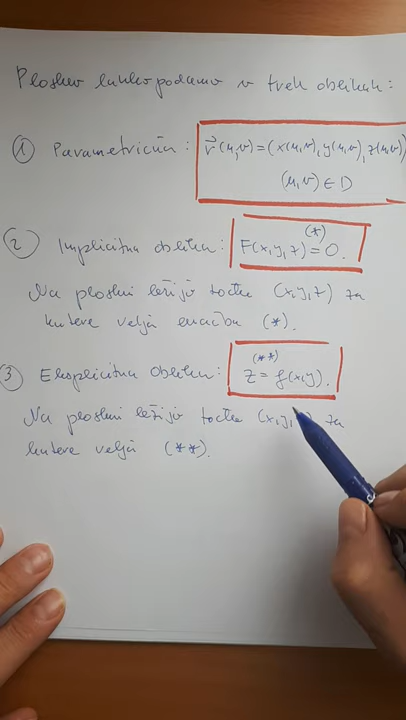 Ploskev lahko podamo v treh oblikah:
① Parametrična: r⃗(u,v)=(x(u,v),y(u,v),z(u,v))
(u,v)∈D
② Implicitna oblika: F(x,y,z)=0. (*)
Na ploskvi ležijo točke (x,y,z) za
katere velja enačba (*).
③ Eksplicitna oblika: z=f(x,y). (**)
Na ploskvi ležijo točke (x,y, za
katere velja (**).